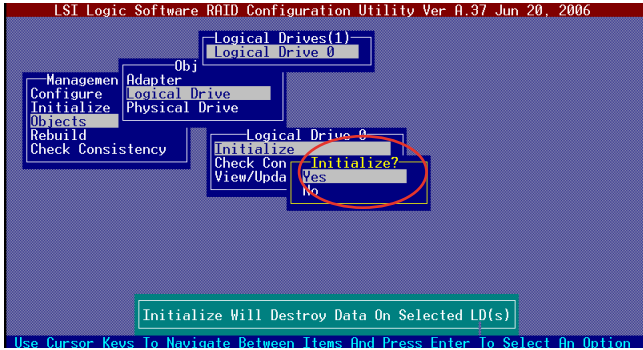 LSI Logic Software RAID Configuration Utility Ver A.37 Jun 20, 2006
Logical Drives(1)
Logical Drive 0
Obj
Adapter
Logical Drive
Physical Drive
Managemen
Configure
Initialize
Objects
Rebuild
Check Consistency
Logical Drive 0
Initialize
Check Con
View/Upda
Initialize?
Yes
No
Initialize Will Destroy Data On Selected LD(s)
Use Cursor Keys To Navigate Between Items And Press Enter To Select An Option